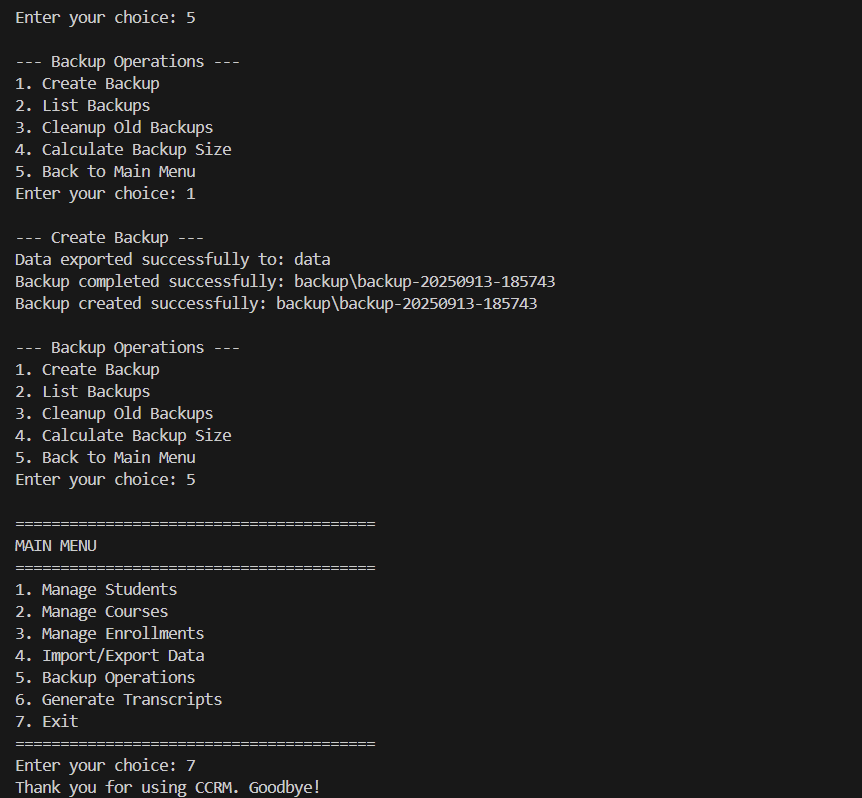 Enter your choice: 5
--- Backup Operations ---
1. Create Backup
2. List Backups
3. Cleanup Old Backups
4. Calculate Backup Size
5. Back to Main Menu
Enter your choice: 1
--- Create Backup ---
Data exported successfully to: data
Backup completed successfully: backup\backup-20250913-185743
Backup created successfully: backup\backup-20250913-185743
--- Backup Operations ---
1. Create Backup
2. List Backups
3. Cleanup Old Backups
4. Calculate Backup Size
5. Back to Main Menu
Enter your choice: 5
========================================
MAIN MENU
========================================
1. Manage Students
2. Manage Courses
3. Manage Enrollments
4. Import/Export Data
5. Backup Operations
6. Generate Transcripts
7. Exit
========================================
Enter your choice: 7
Thank you for using CCRM. Goodbye!